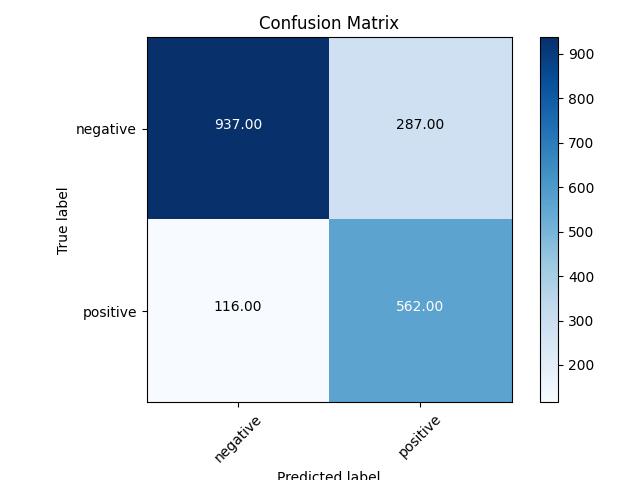 Confusion Matrix
True label
negative
937.00
287.00
positive
116.00
562.00
negative
positive
Predicted label
900
800
700
600
500
400
300
200